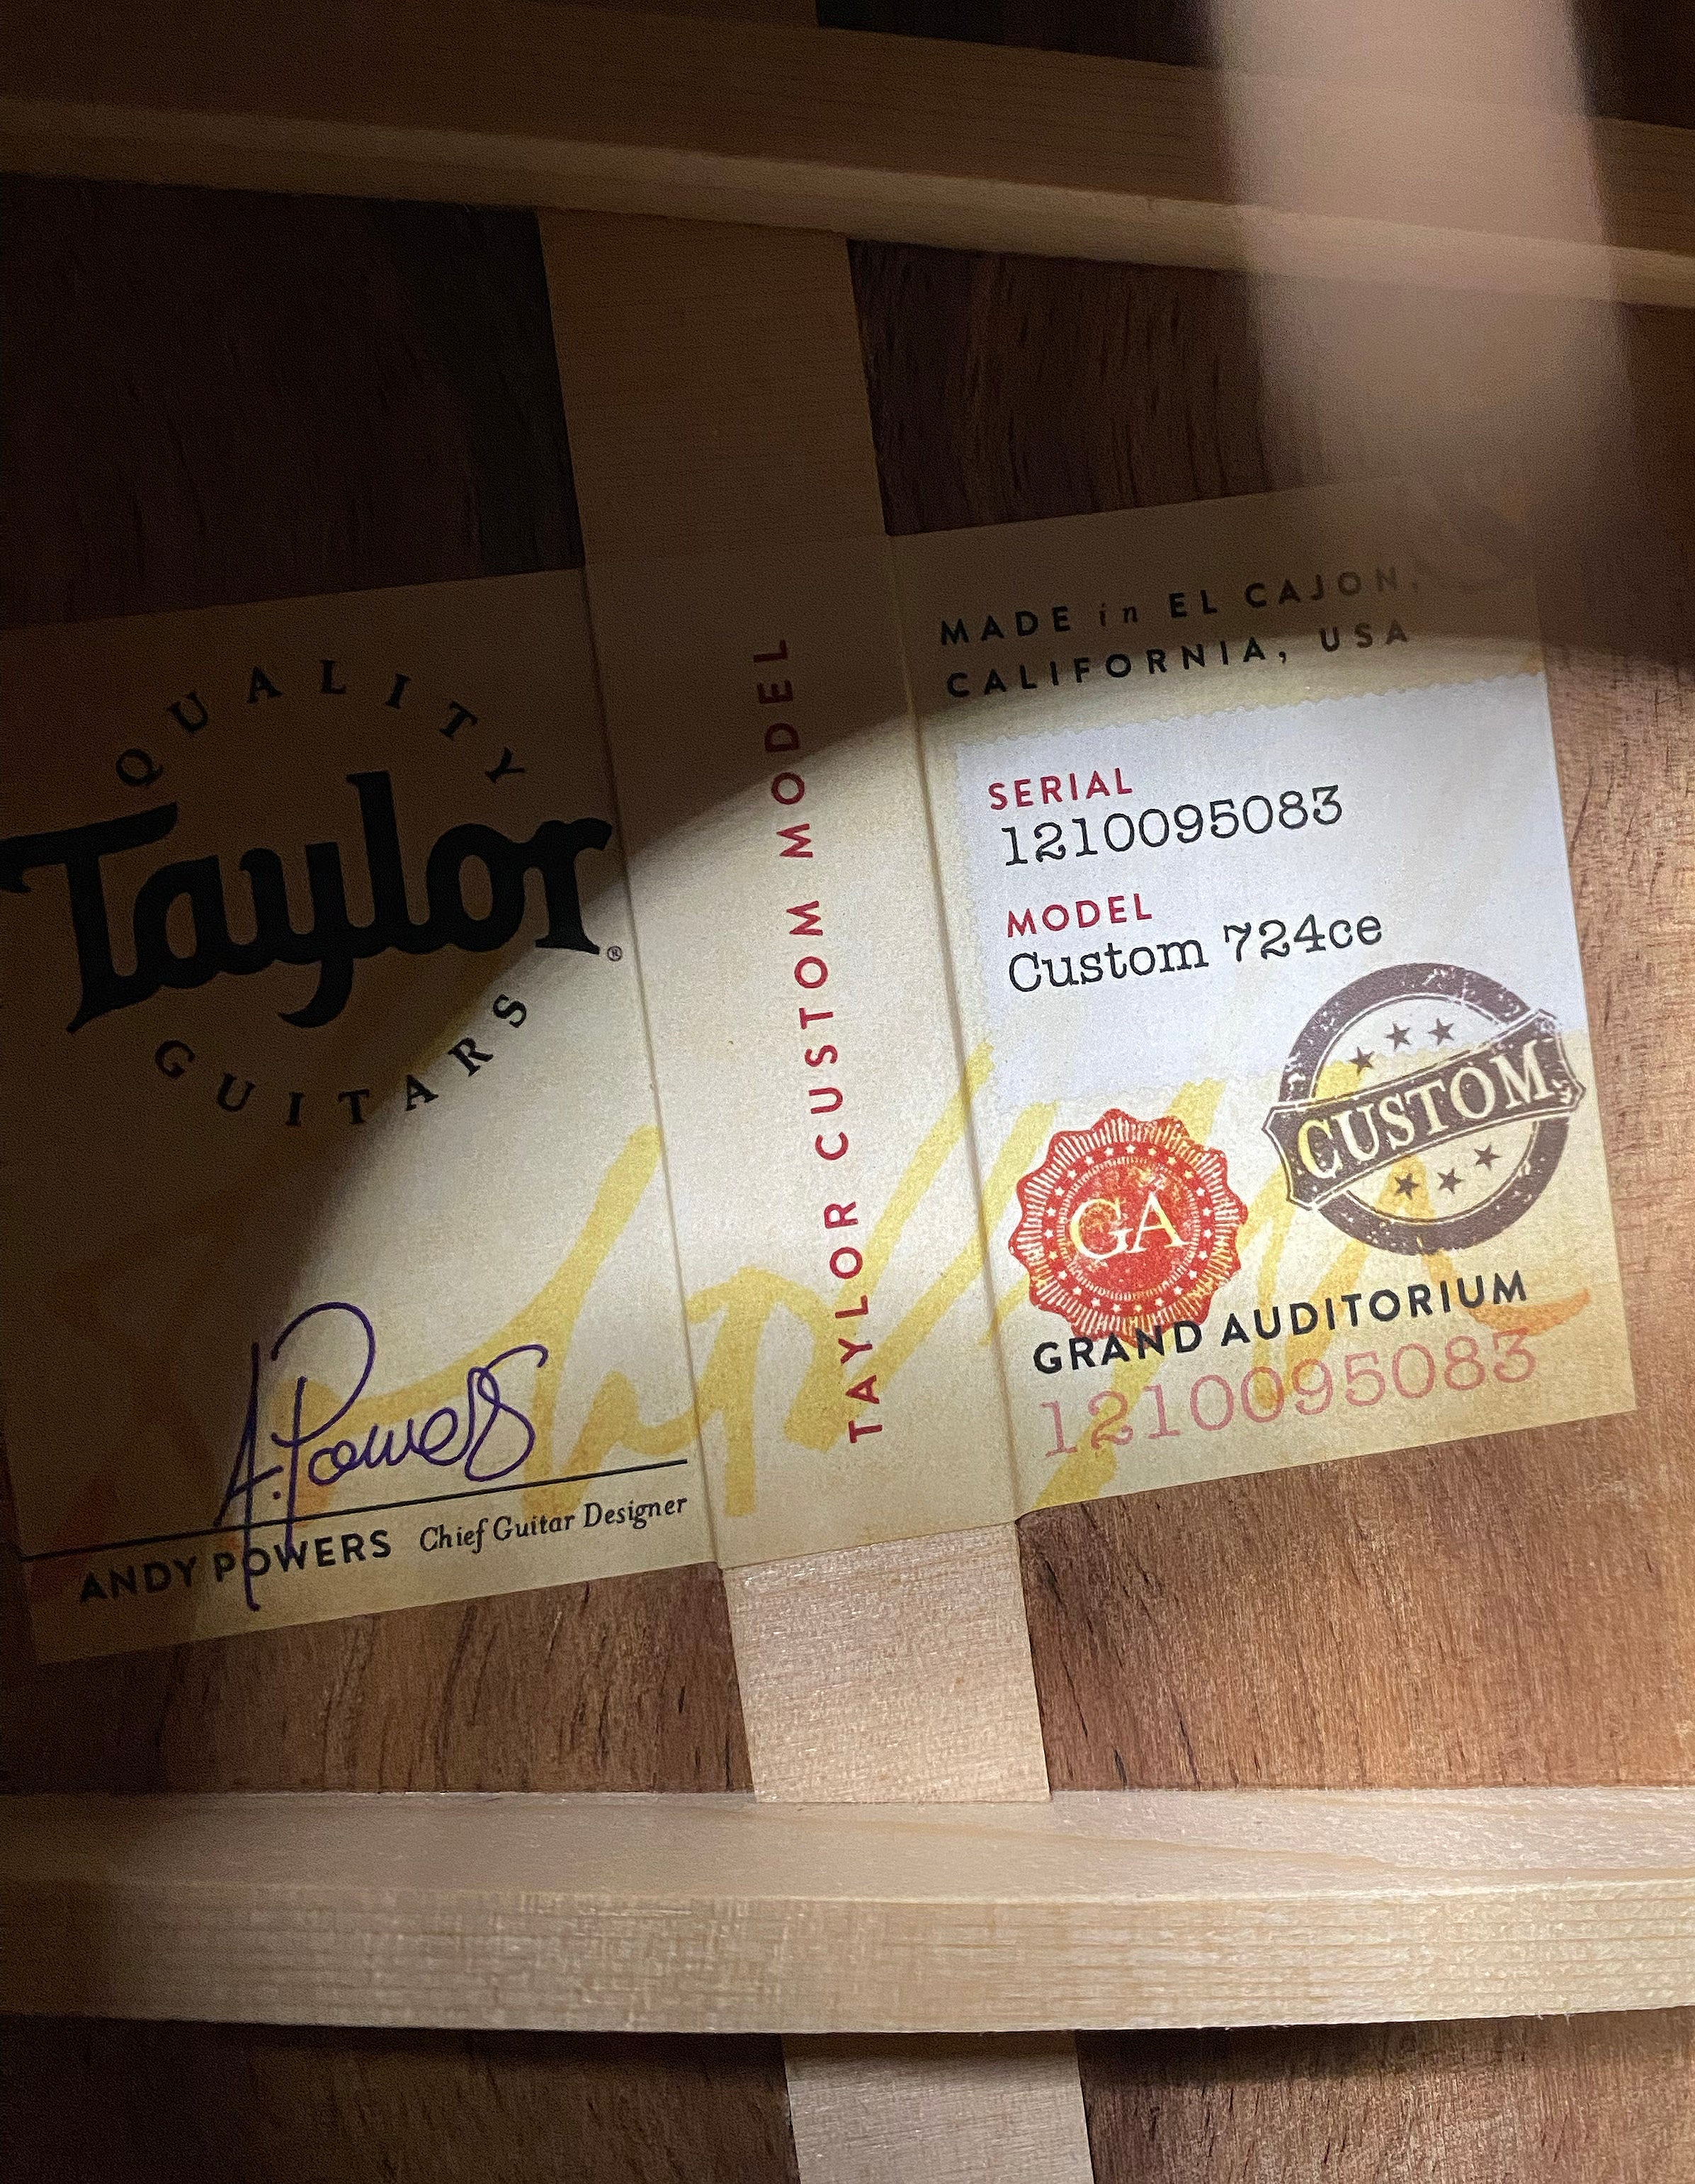 QUALITY
Taylor®
GUITARS
A. Powers
ANDY POWERS Chief Guitar Designer
TAYLOR CUSTOM MODEL
MADE in EL CAJON,
CALIFORNIA, USA
SERIAL
1210095083
MODEL
Custom 724ce
CUSTOM
GA
GRAND AUDITORIUM
1210095083